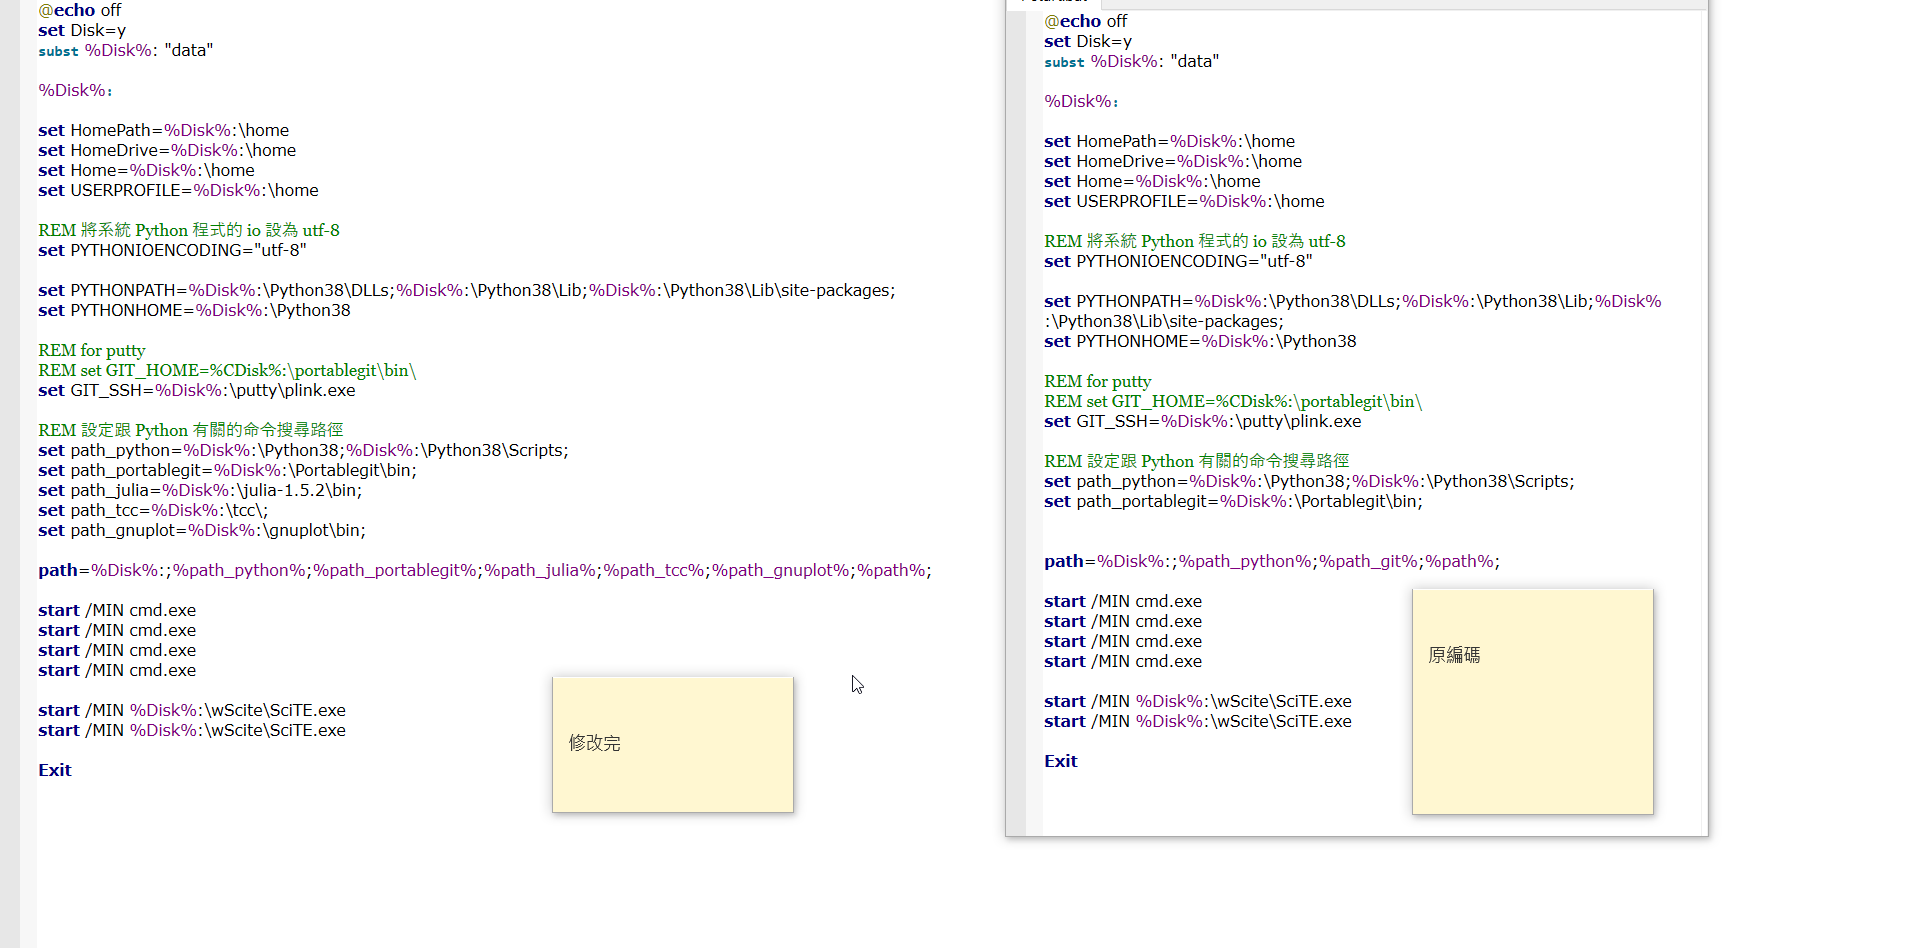 @echo off
set Disk=y
subst %Disk%: "data"
%Disk%:
set HomePath=%Disk%:\home
set HomeDrive=%Disk%:\home
set Home=%Disk%:\home
set USERPROFILE=%Disk%:\home
REM 將系統 Python 程式的 io 設為 utf-8
set PYTHONIOENCODING="utf-8"
set PYTHONPATH=%Disk%:\Python38\DLLs;%Disk%:\Python38\Lib;%Disk%:\Python38\Lib\site-packages;
set PYTHONHOME=%Disk%:\Python38
REM for putty
REM set GIT_HOME=%CDisk%:\portablegit\bin\
set GIT_SSH=%Disk%:\putty\plink.exe
REM 設定跟 Python 有關的命令搜尋路徑
set path_python=%Disk%:\Python38;%Disk%:\Python38\Scripts;
set path_portablegit=%Disk%:\Portablegit\bin;
set path_julia=%Disk%:\julia-1.5.2\bin;
set path_tcc=%Disk%:\tcc\;
set path_gnuplot=%Disk%:\gnuplot\bin;
path=%Disk%:;%path_python%;%path_portablegit%;%path_julia%;%path_tcc%;%path_gnuplot%;%path%;
start /MIN cmd.exe
start /MIN cmd.exe
start /MIN cmd.exe
start /MIN cmd.exe
start /MIN %Disk%:\wScite\SciTE.exe
start /MIN %Disk%:\wScite\SciTE.exe
Exit
修改完
@echo off
set Disk=y
subst %Disk%: "data"
%Disk%:
set HomePath=%Disk%:\home
set HomeDrive=%Disk%:\home
set Home=%Disk%:\home
set USERPROFILE=%Disk%:\home
REM 將系統 Python 程式的 io 設為 utf-8
set PYTHONIOENCODING="utf-8"
set PYTHONPATH=%Disk%:\Python38\DLLs;%Disk%:\Python38\Lib;%Disk%
:\Python38\Lib\site-packages;
set PYTHONHOME=%Disk%:\Python38
REM for putty
REM set GIT_HOME=%CDisk%:\portablegit\bin\
set GIT_SSH=%Disk%:\putty\plink.exe
REM 設定跟 Python 有關的命令搜尋路徑
set path_python=%Disk%:\Python38;%Disk%:\Python38\Scripts;
set path_portablegit=%Disk%:\Portablegit\bin;
path=%Disk%:;%path_python%;%path_git%;%path%;
start /MIN cmd.exe
start /MIN cmd.exe
start /MIN cmd.exe
start /MIN cmd.exe
start /MIN %Disk%:\wScite\SciTE.exe
start /MIN %Disk%:\wScite\SciTE.exe
Exit
原編碼